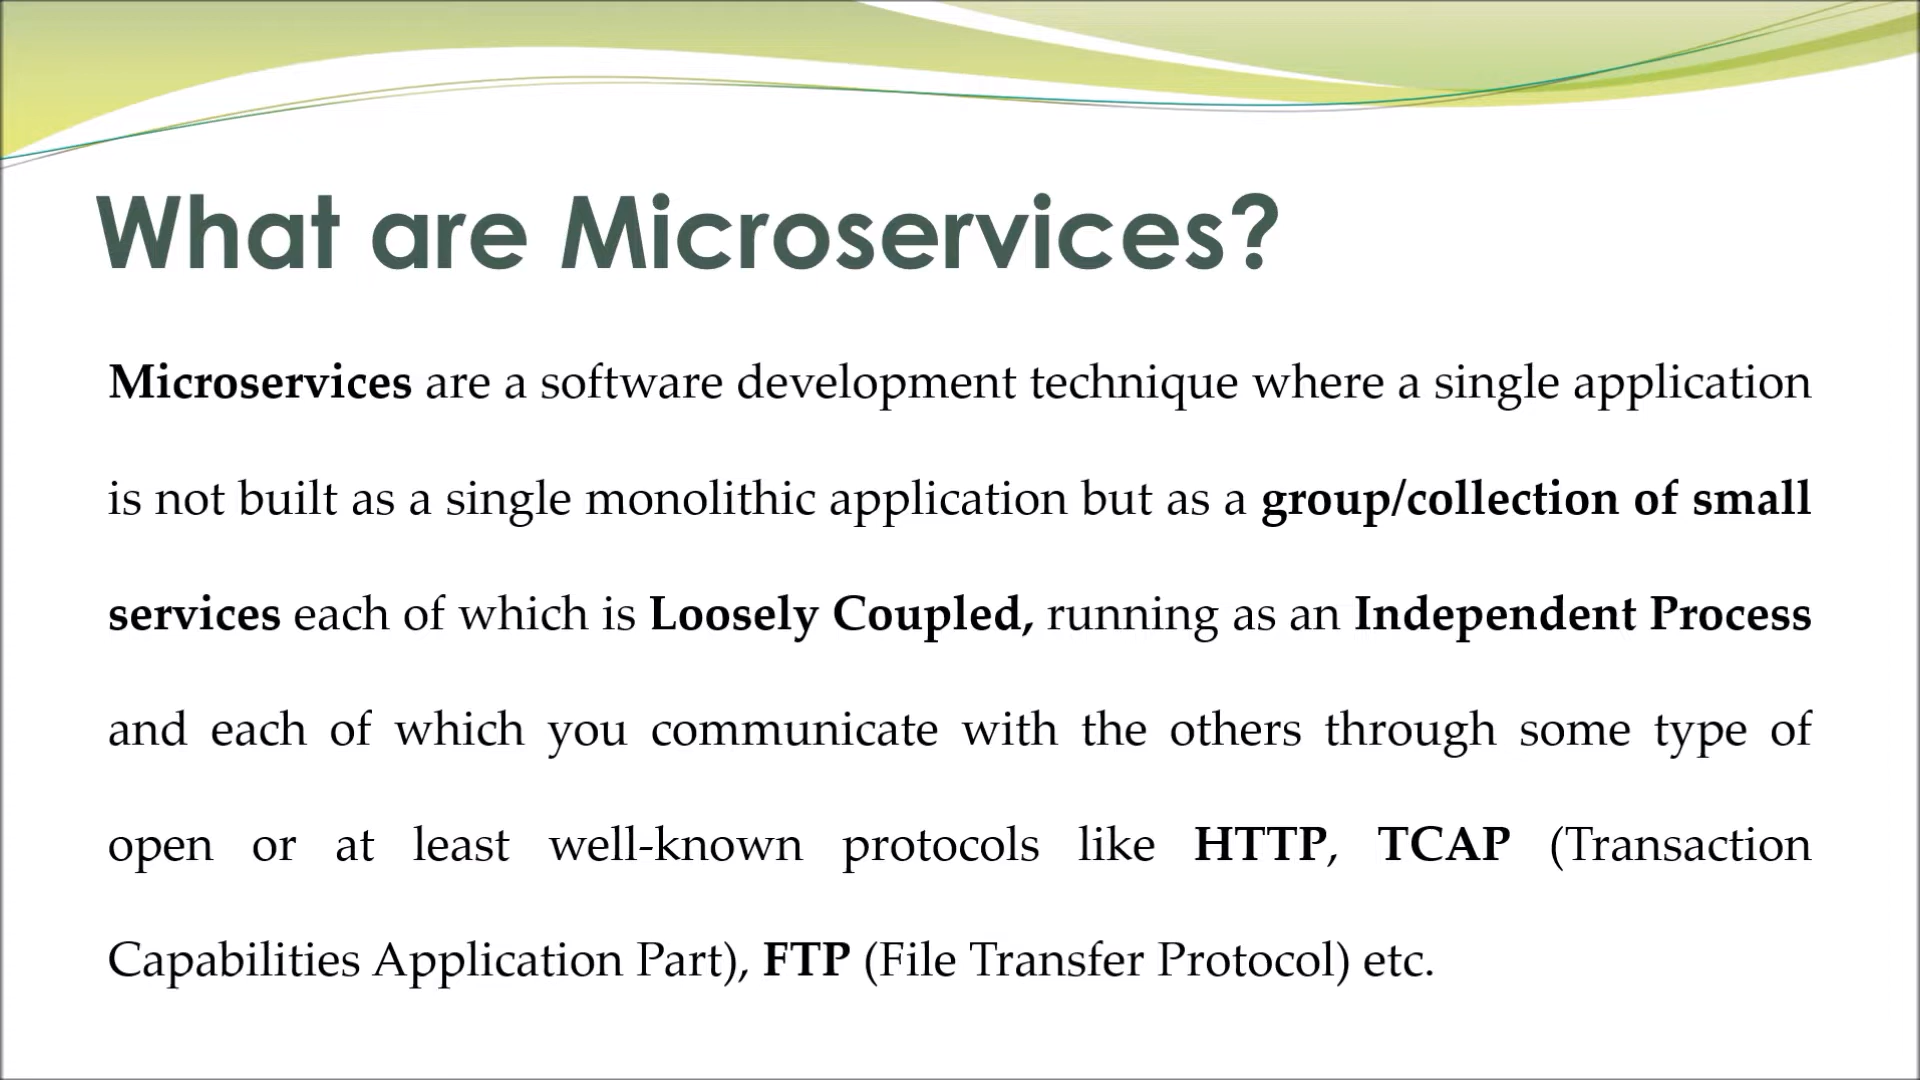 What are Microservices?
Microservices are a software development technique where a single application
is not built as a single monolithic application but as a group/collection of small
services each of which is Loosely Coupled, running as an Independent Process
and each of which you communicate with the others through some type of
open or at least well-known protocols like HTTP, TCAP (Transaction
Capabilities Application Part), FTP (File Transfer Protocol) etc.